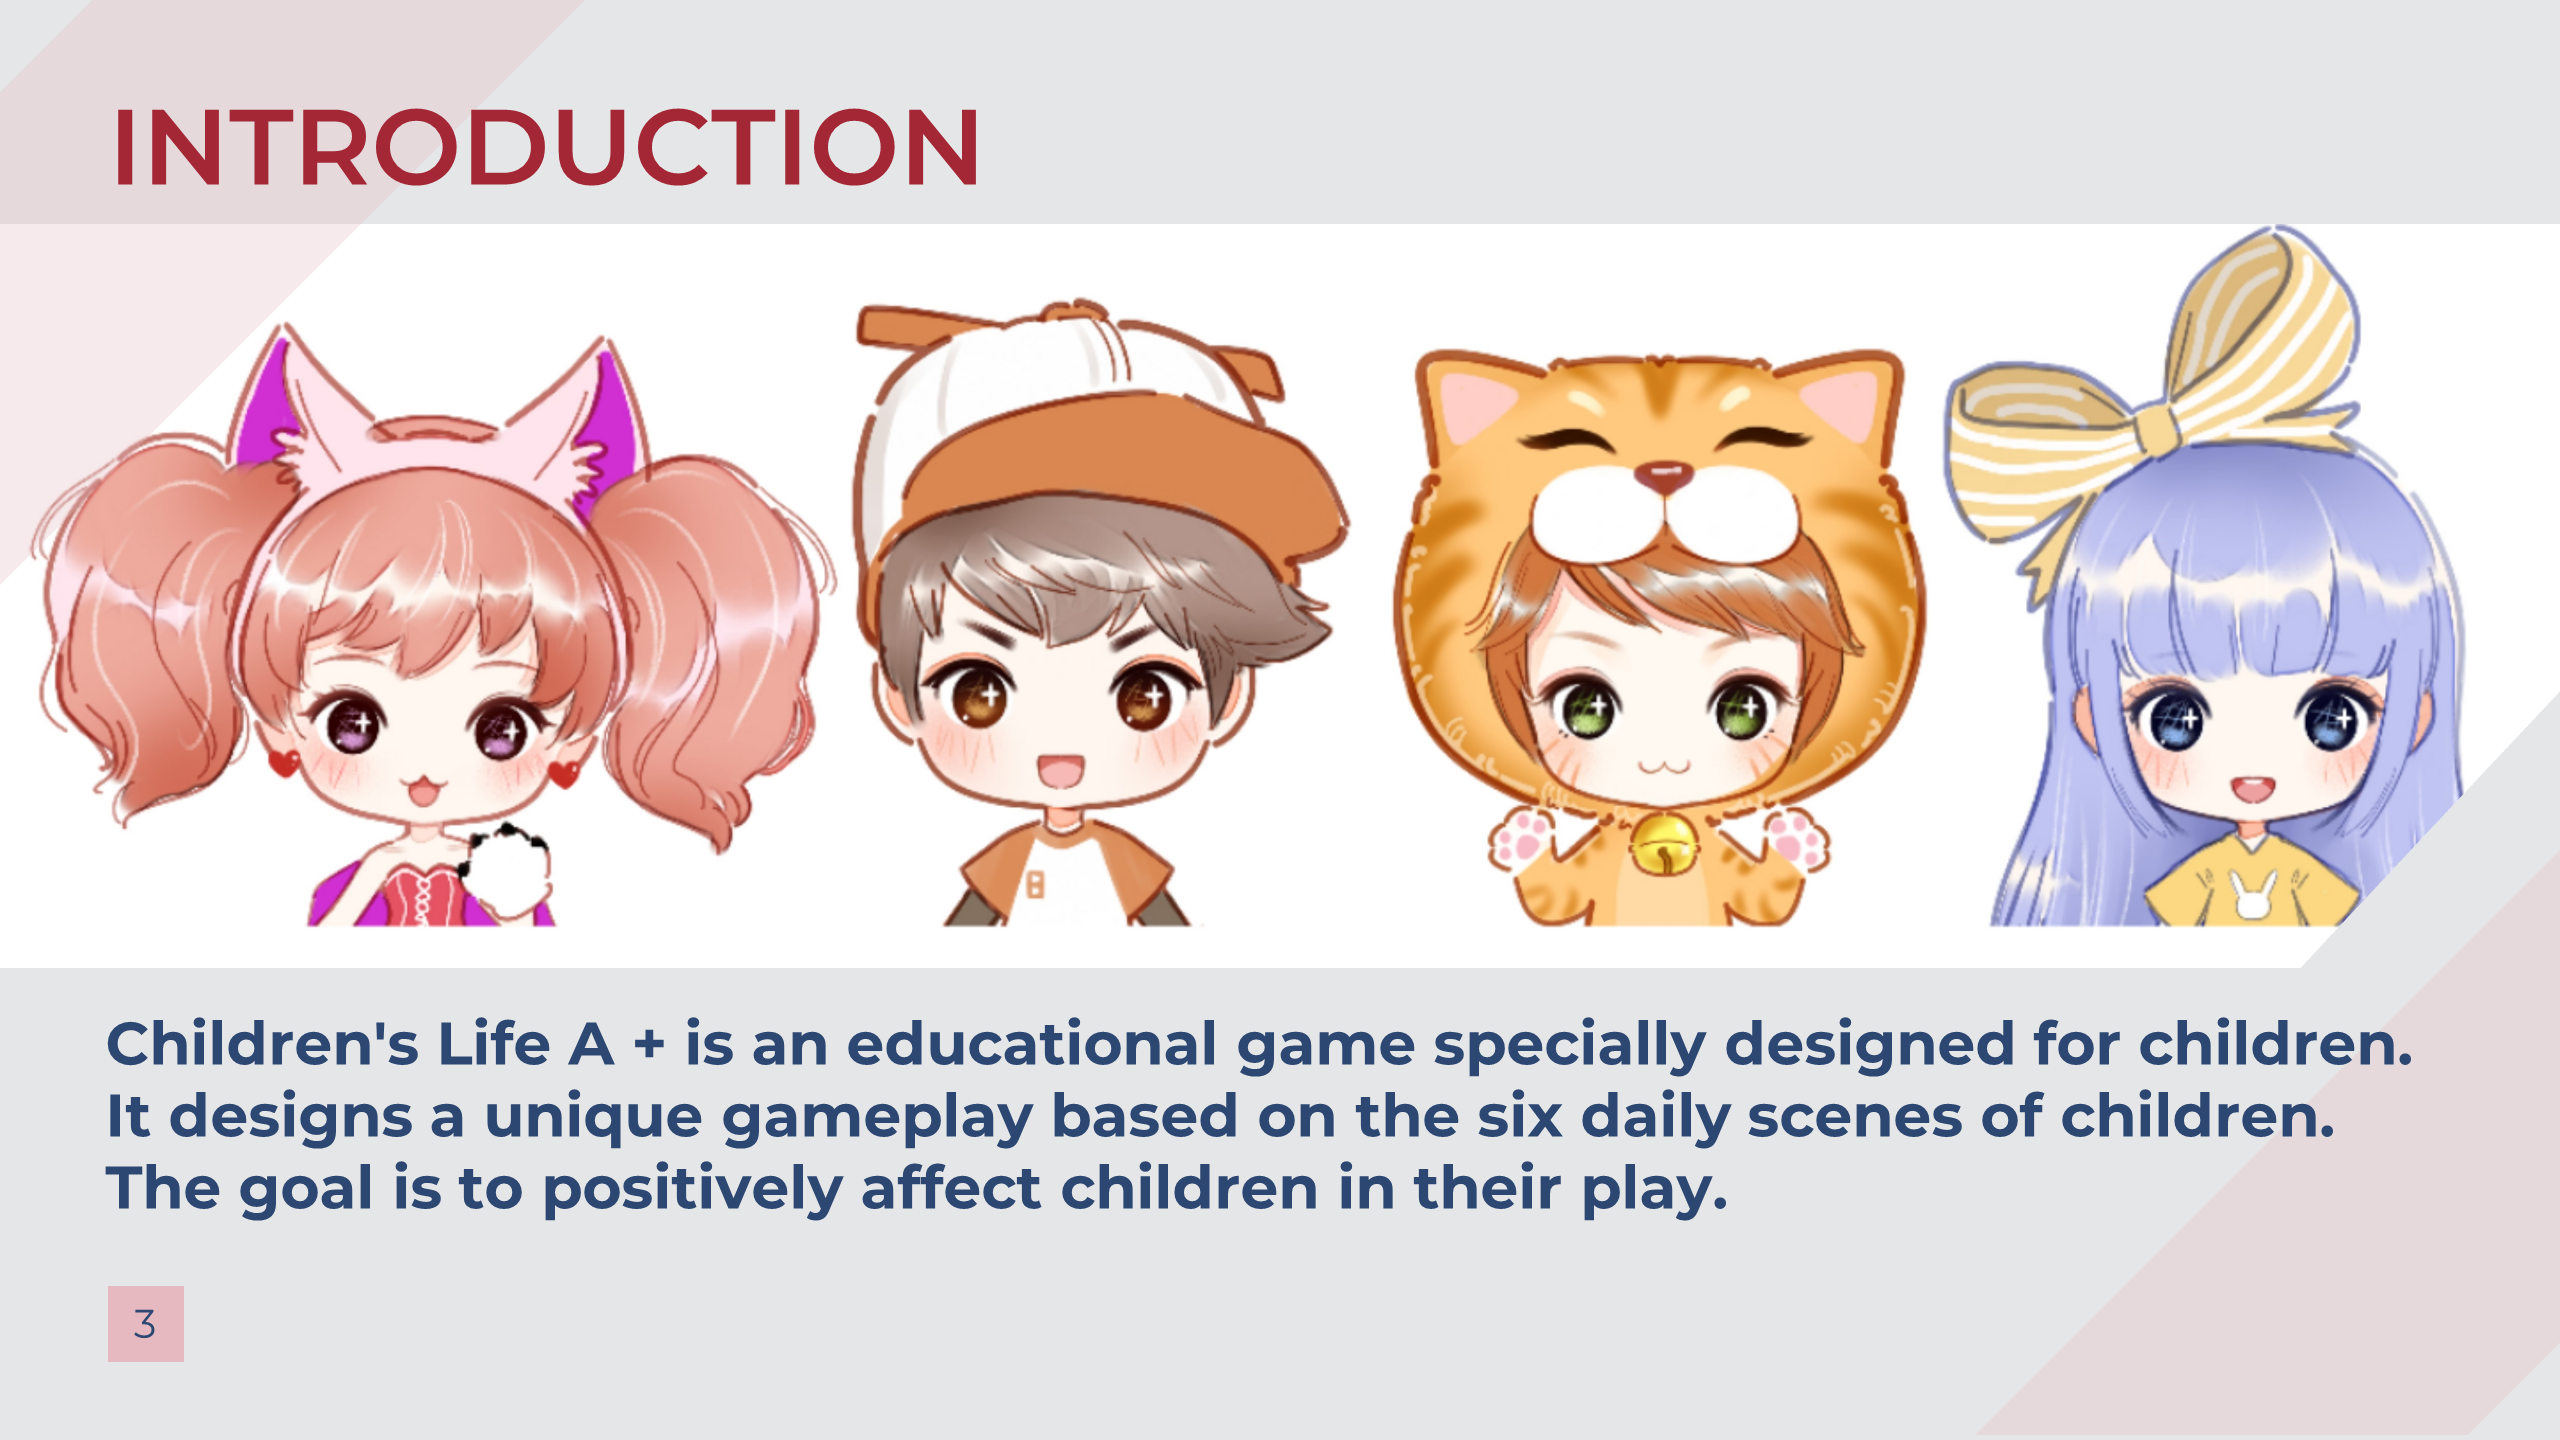 INTRODUCTION
Children's Life A + is an educational game specially designed for children.
It designs a unique gameplay based on the six daily scenes of children.
The goal is to positively affect children in their play.
3